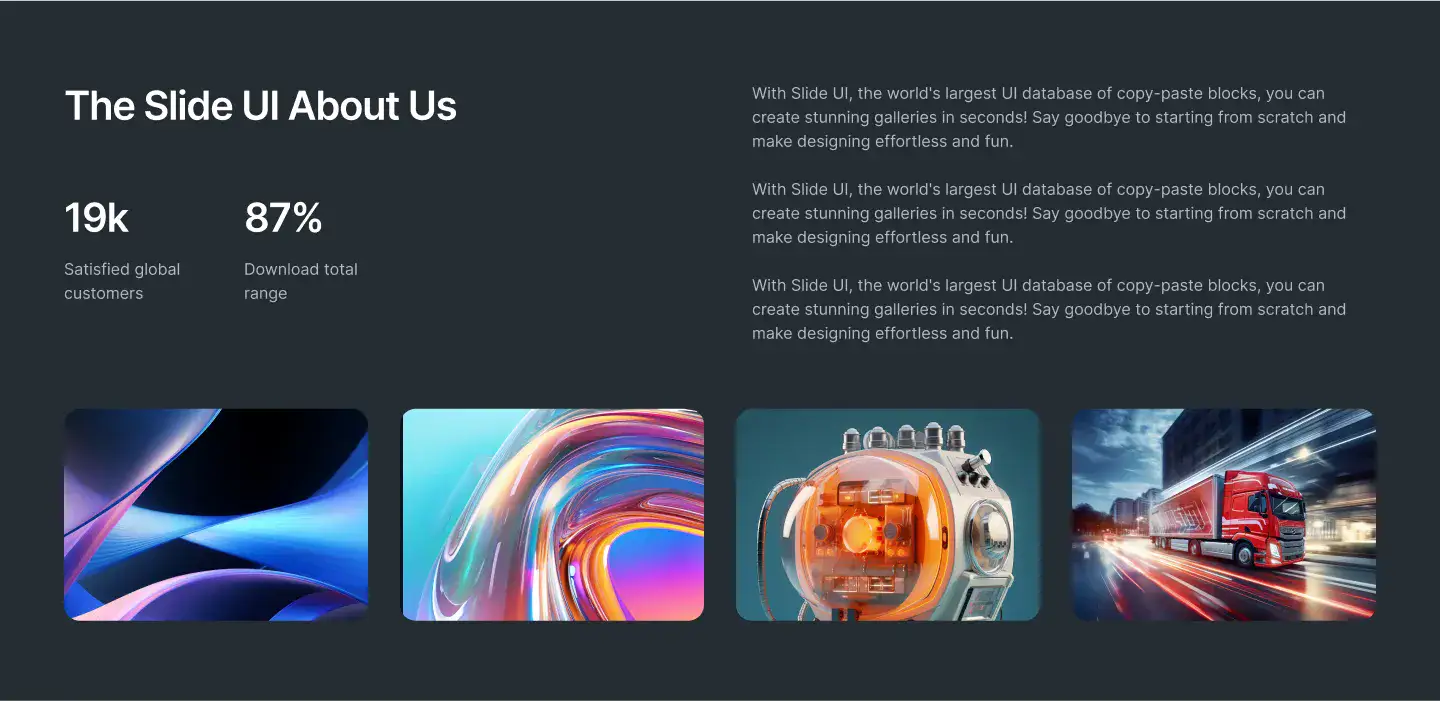 The Slide UI About Us
19k
Satisfied global
customers
87%
Download total
range
With Slide UI, the world's largest UI database of copy-paste blocks, you can
create stunning galleries in seconds! Say goodbye to starting from scratch and
make designing effortless and fun.
With Slide UI, the world's largest UI database of copy-paste blocks, you can
create stunning galleries in seconds! Say goodbye to starting from scratch and
make designing effortless and fun.
With Slide UI, the world's largest UI database of copy-paste blocks, you can
create stunning galleries in seconds! Say goodbye to starting from scratch and
make designing effortless and fun.